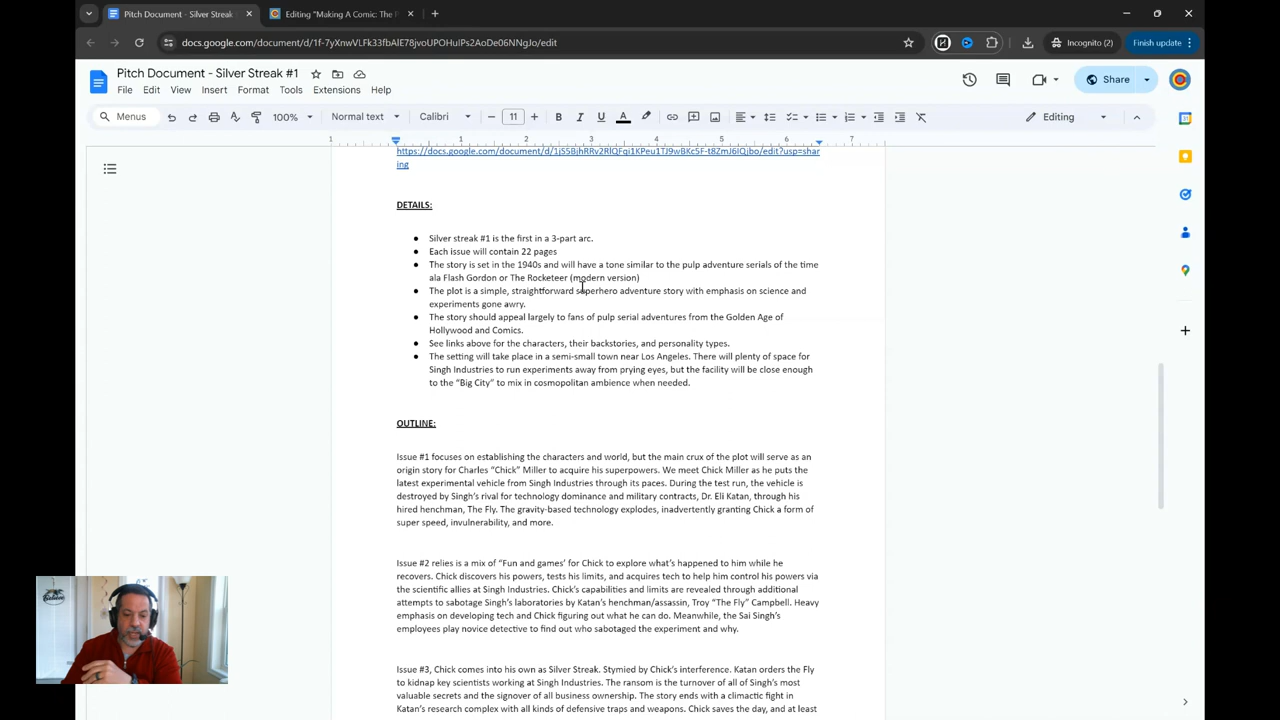 Pitch Document - Silver Streak #1
Editing "Making A Comic: The F
docs.google.com/document/d/1f-7yXnwVLFk33fbAlE78jvoUPOHuIPs2AoDe06NNgJo/edit
Incognito (2)
Finish update
Pitch Document - Silver Streak #1
File Edit View Insert Format Tools Extensions Help
Share
Menus
100%
Normal text
Calibri
11
Editing
1 1 2 3 4 5 6 7
https://docs.google.com/document/d/1jS5BjhRRv2RlQFqi1KPeu1TJ9wBKc5F-t8ZmJ6IQjbo/edit?usp=shar
ing
DETAILS:
● Silver streak #1 is the first in a 3-part arc.
● Each issue will contain 22 pages
● The story is set in the 1940s and will have a tone similar to the pulp adventure serials of the time
ala Flash Gordon or The Rocketeer (modern version)
● The plot is a simple, straightforward superhero adventure story with emphasis on science and
experiments gone awry.
● The story should appeal largely to fans of pulp serial adventures from the Golden Age of
Hollywood and Comics.
● See links above for the characters, their backstories, and personality types.
● The setting will take place in a semi-small town near Los Angeles. There will plenty of space for
Singh Industries to run experiments away from prying eyes, but the facility will be close enough
to the “Big City” to mix in cosmopolitan ambience when needed.
OUTLINE:
Issue #1 focuses on establishing the characters and world, but the main crux of the plot will serve as an
origin story for Charles “Chick” Miller to acquire his superpowers. We meet Chick Miller as he puts the
latest experimental vehicle from Singh Industries through its paces. During the test run, the vehicle is
destroyed by Singh’s rival for technology dominance and military contracts, Dr. Eli Katan, through his
hired henchman, The Fly. The gravity-based technology explodes, inadvertently granting Chick a form of
super speed, invulnerability, and more.
Issue #2 relies is a mix of “Fun and games’ for Chick to explore what’s happened to him while he
recovers. Chick discovers his powers, tests his limits, and acquires tech to help him control his powers via
the scientific allies at Singh Industries. Chick’s capabilities and limits are revealed through additional
attempts to sabotage Singh’s laboratories by Katan’s henchman/assassin, Troy “The Fly” Campbell. Heavy
emphasis on developing tech and Chick figuring out what he can do. Meanwhile, the Sai Singh’s
employees play novice detective to find out who sabotaged the experiment and why.
Issue #3, Chick comes into his own as Silver Streak. Stymied by Chick’s interference. Katan orders the Fly
to kidnap key scientists working at Singh Industries. The ransom is the turnover of all of Singh’s most
valuable secrets and the signover of all business ownership. The story ends with a climactic fight in
Katan’s research complex with all kinds of defensive traps and weapons. Chick saves the day, and at least